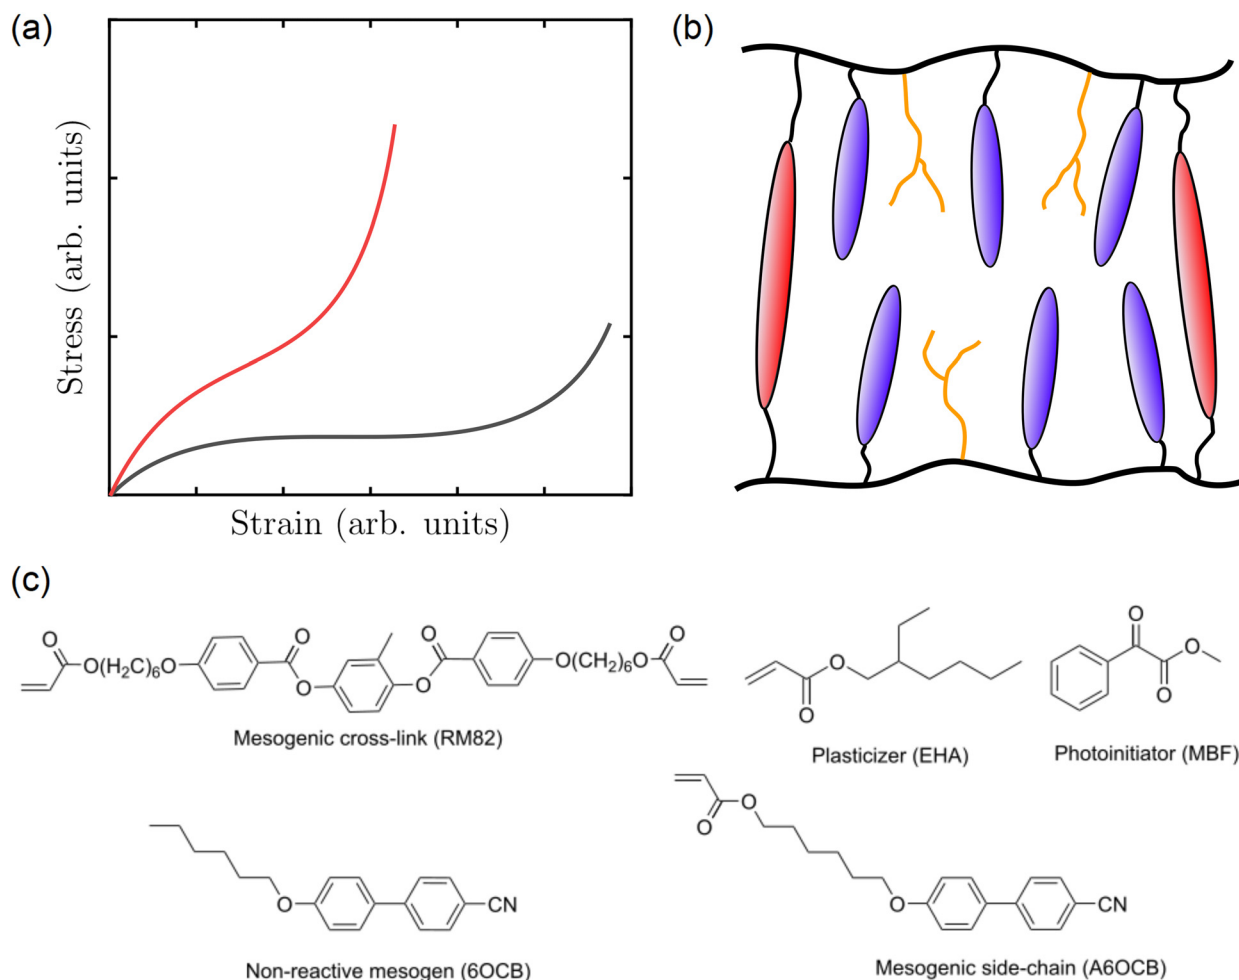 (a)
Stress (arb. units)
Strain (arb. units)
(b)
(c)
O
O(H₂C)₆O
O
O
O
O
O(CH₂)₆O
O
Mesogenic cross-link (RM82)
O
O
Plasticizer (EHA)
O
O
O
Photoinitiator (MBF)
O
CN
Non-reactive mesogen (6OCB)
O
O
O
CN
Mesogenic side-chain (A6OCB)